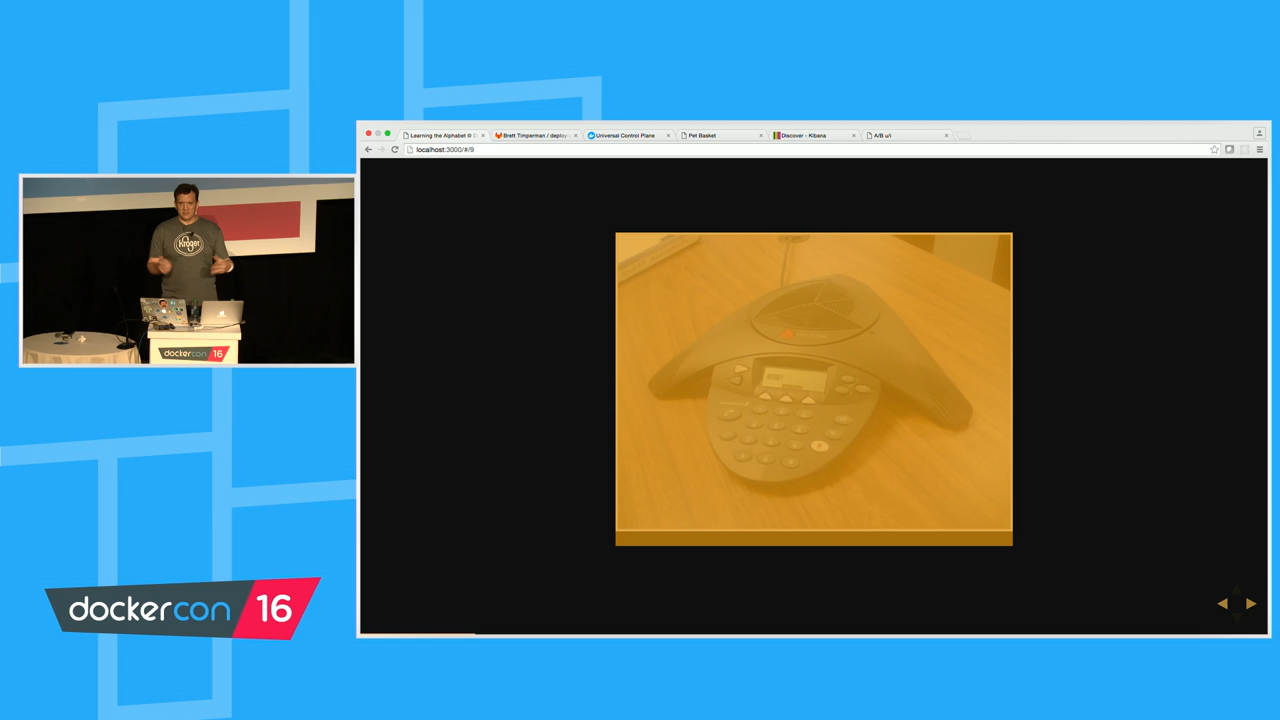 Learning the Alphabet @ D
Brett Timperman / deploy-
Universal Control Plane
Pet Basket
Discover - Kibana
A/B u/i
localhost:3000/#/9
Kroger
dockercon 16
dockercon 16